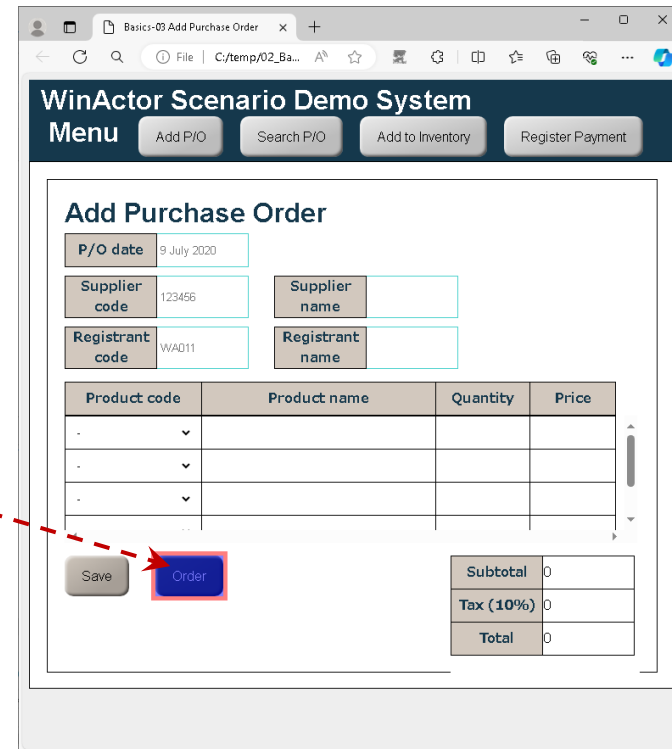 Basics-03 Add Purchase Order
File C:/temp/02_Ba...
WinActor Scenario Demo System
Menu Add P/O Search P/O Add to Inventory Register Payment
Add Purchase Order
P/O date 9 July 2020
Supplier code 123456 Supplier name
Registrant code WA011 Registrant name
Product code Product name Quantity Price
-
-
-
Save Order
Subtotal 0
Tax (10%) 0
Total 0